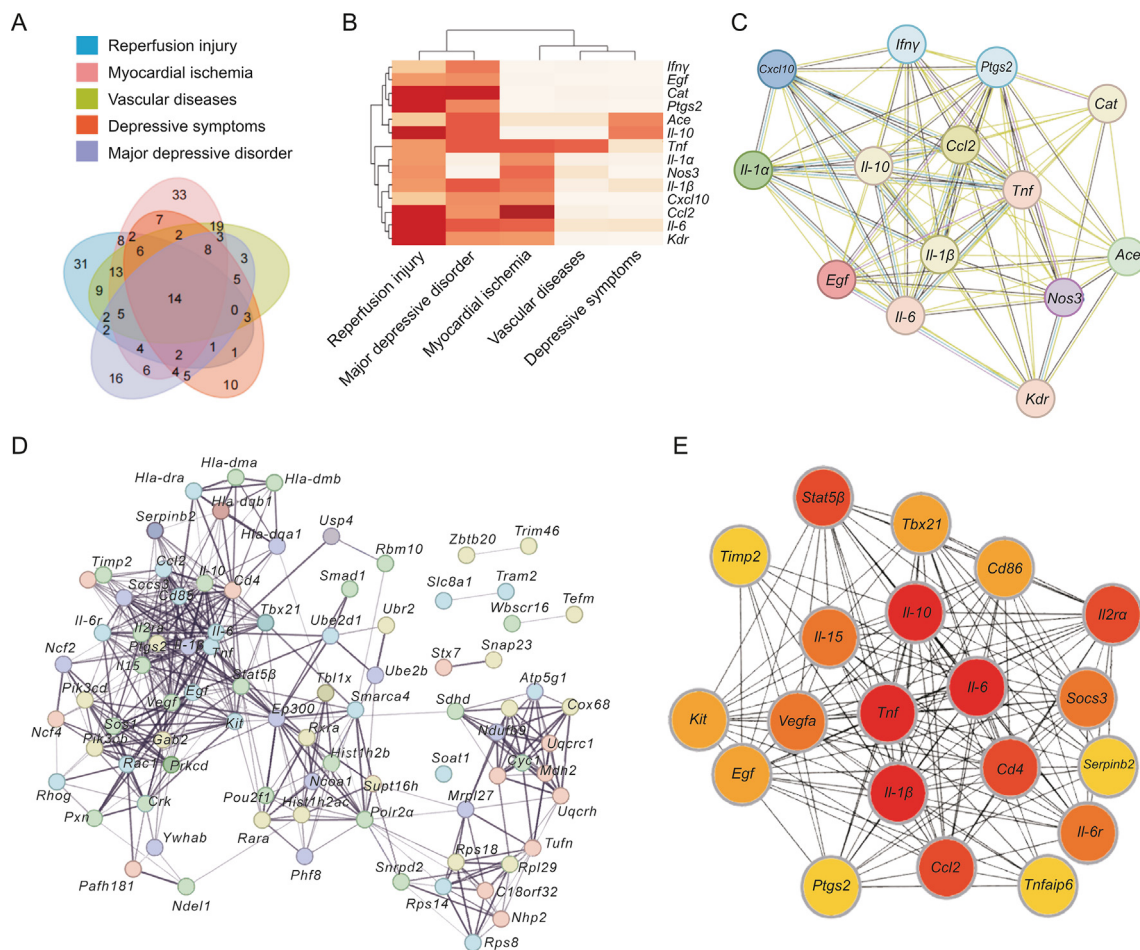 A
Reperfusion injury
Myocardial ischemia
Vascular diseases
Depressive symptoms
Major depressive disorder
33
7
19
8
2
2
3
31
6
8
3
13
5
9
14
0
2
5
3
2
4
1
1
2
16
6
4
5
10
B
Ifnγ
Egf
Cat
Ptgs2
Ace
Il-10
Tnf
Il-1α
Nos3
Il-1β
Cxcl10
Ccl2
Il-6
Kdr
Reperfusion injury
Major depressive disorder
Myocardial ischemia
Vascular diseases
Depressive symptoms
C
Ifnγ
Cxcl10
Ptgs2
Cat
Ccl2
Il-1α
Il-10
Tnf
Il-1β
Ace
Egf
Nos3
Il-6
Kdr
D
Hla-dma
Hla-dra
Hla-dmb
Hla-dqb1
Serpinb2
Hla-dqa1
Usp4
Zbtb20
Trim46
Rbm10
Timp2
Ccl2
Il-10
Socs3
Cd4
Cd86
Smad1
Slc8a1
Tram2
Tbx21
Ubr2
Wbscr16
Tefm
Il-6r
Il2ra
Il-6
Ube2d1
Ptgs2
Il-1β
Tnf
Snap23
Ncf2
Il15
Stat5β
Ube2b
Stx7
Pik3cd
Vegf
Egf
Tbl1x
Smarca4
Atp5g1
Sdhd
Cox68
Ncf4
Sos1
Kit
Ep300
Rxra
Ndufb9
Uqcrc1
Pik3cb
Gab2
Hist1h2b
Soat1
Cyc1
Rac1
Prkcd
Ncoa1
Mdh2
Rhog
Crk
Supt16h
Uqcrh
Pxn
Pou2f1
Hist1h2ac
Polr2α
Mrpl27
Ywhab
Rara
Tufn
Rps18
Pafh181
Phf8
Snrpd2
Rpl29
Ndel1
Rps14
C18orf32
Nhp2
Rps8
E
Stat5β
Tbx21
Timp2
Cd86
Il-10
Il2rα
Il-15
Il-6
Socs3
Kit
Vegfa
Tnf
Serpinb2
Egf
Cd4
Il-1β
Il-6r
Ccl2
Ptgs2
Tnfaip6